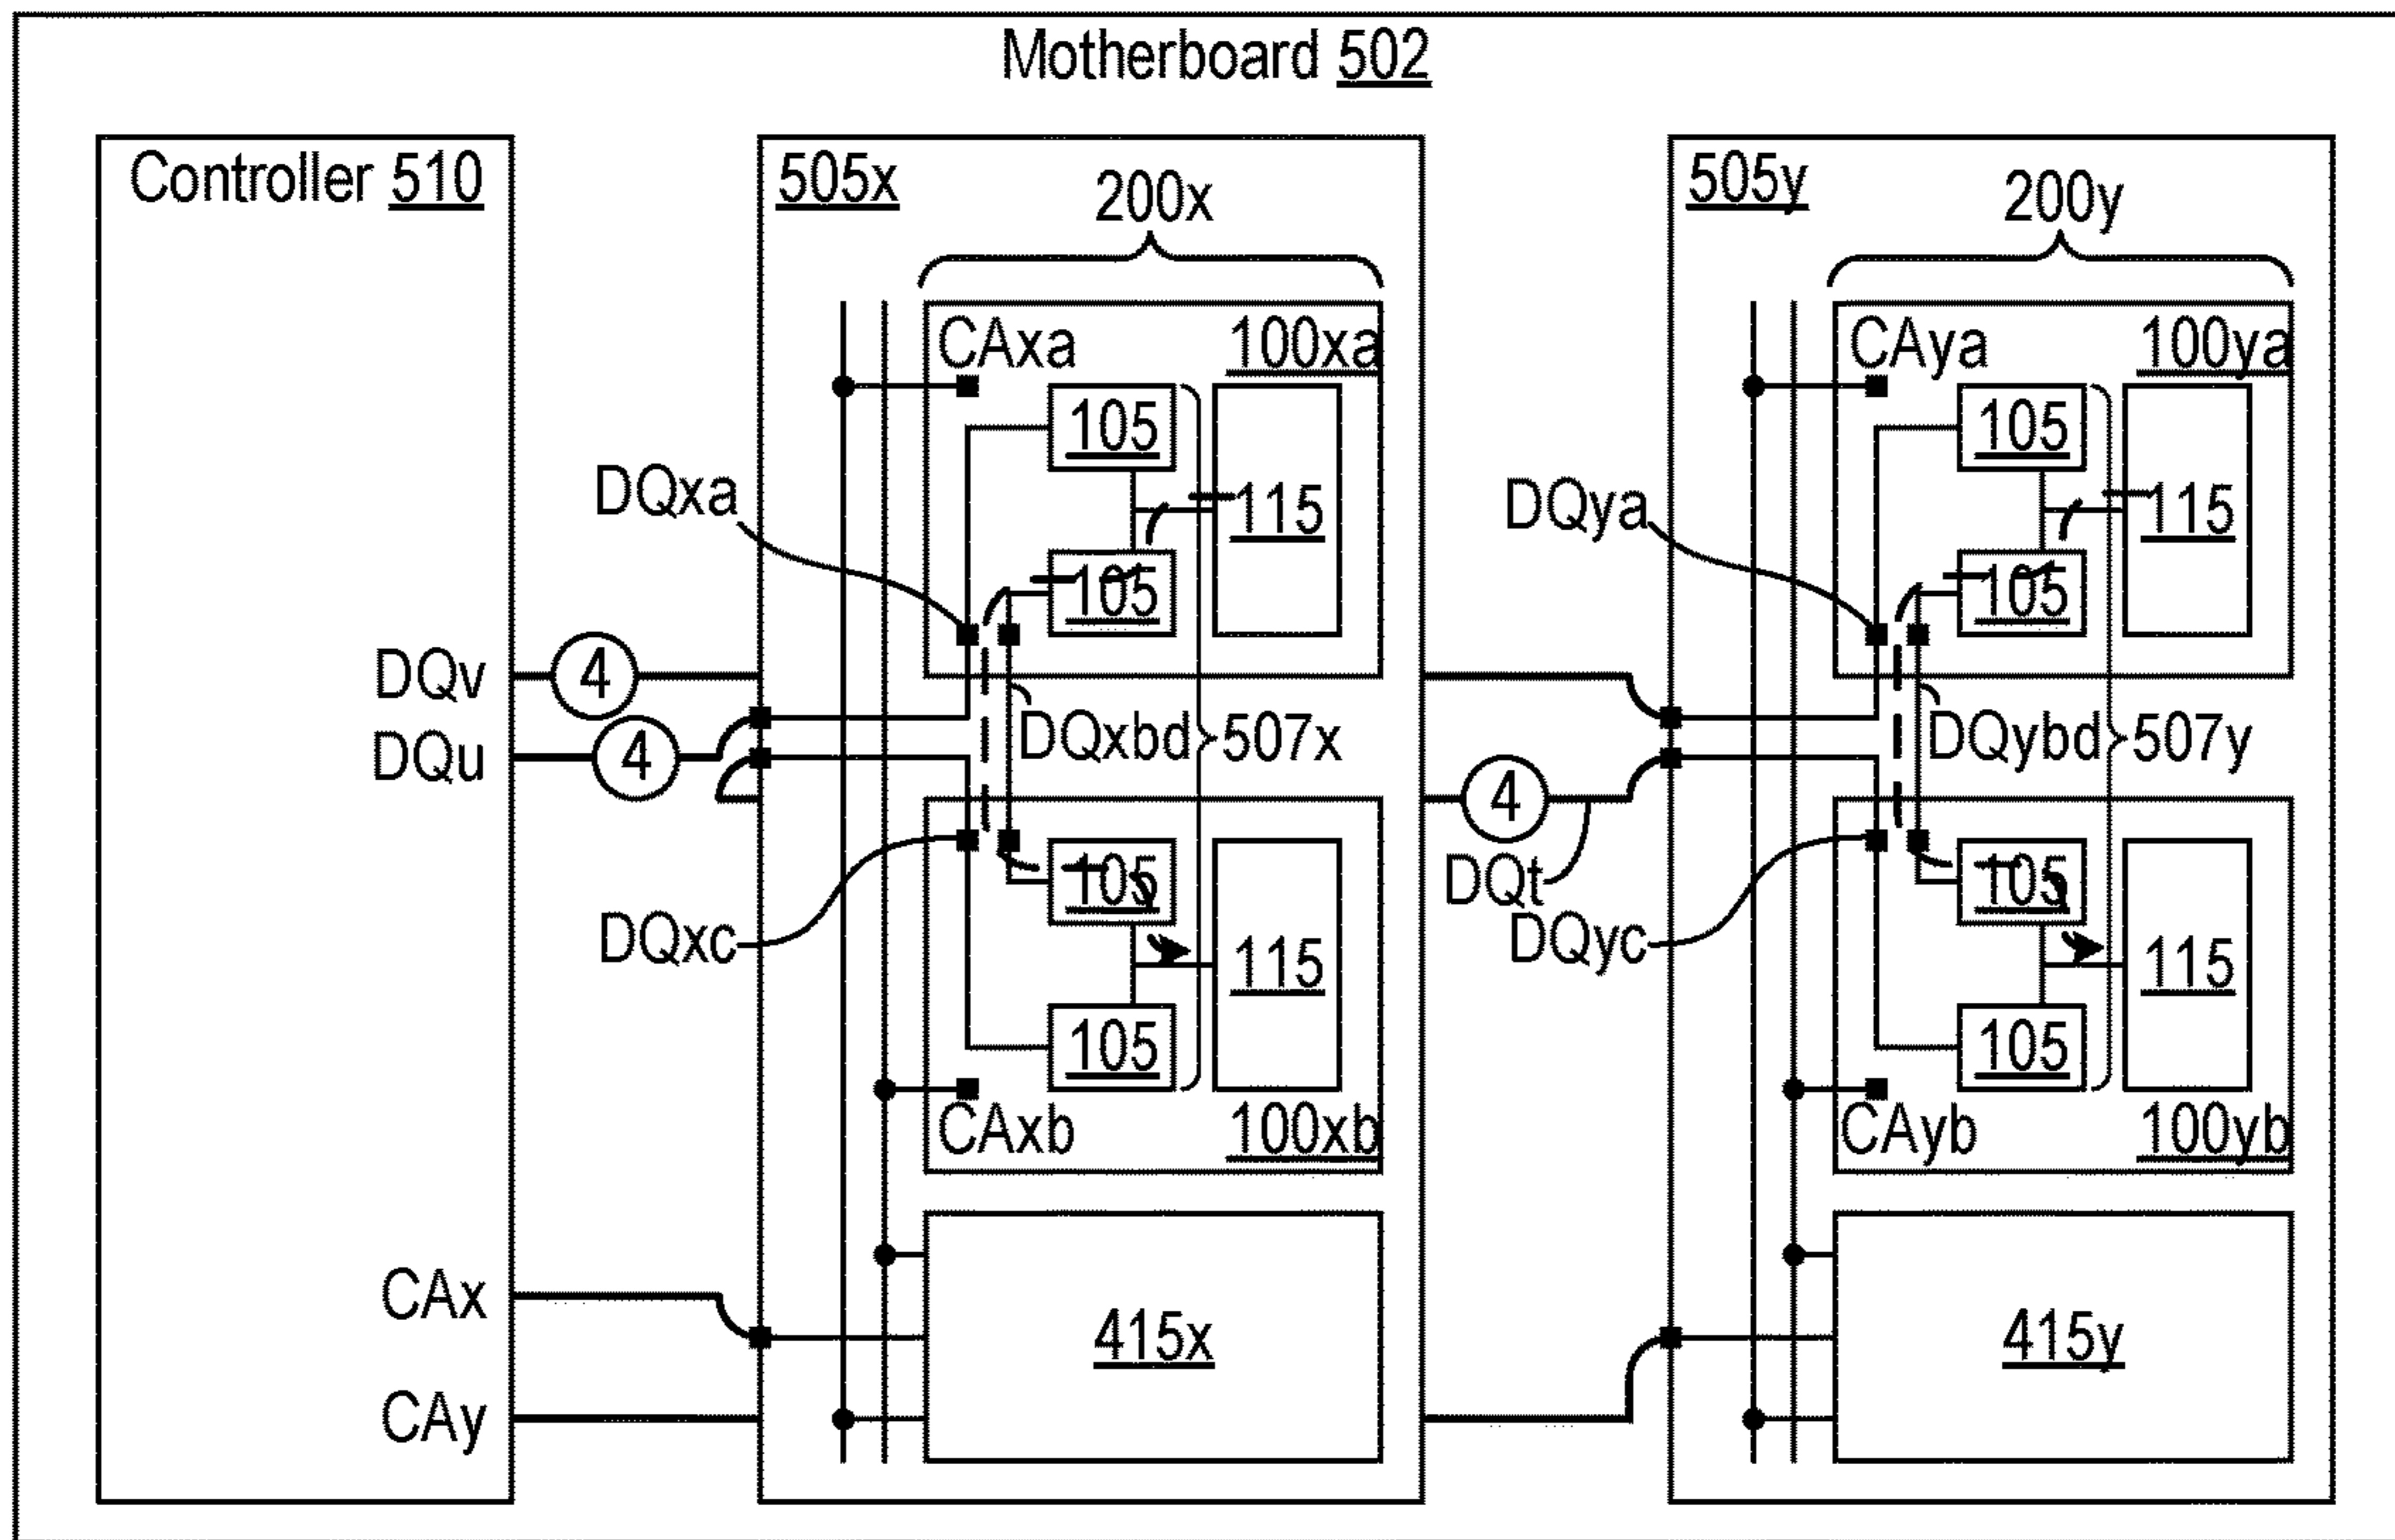 Motherboard 502
Controller 510
505x
200x
505y
200y
CAxa
100xa
CAya
100ya
105
105
DQxa
115
DQya
115
105
105
DQv
4
DQu
4
DQxbd
507x
DQybd
507y
4
DQt
105
105
DQxc
115
DQyc
115
105
105
CAxb
100xb
CAyb
100yb
CAx
415x
415y
CAy